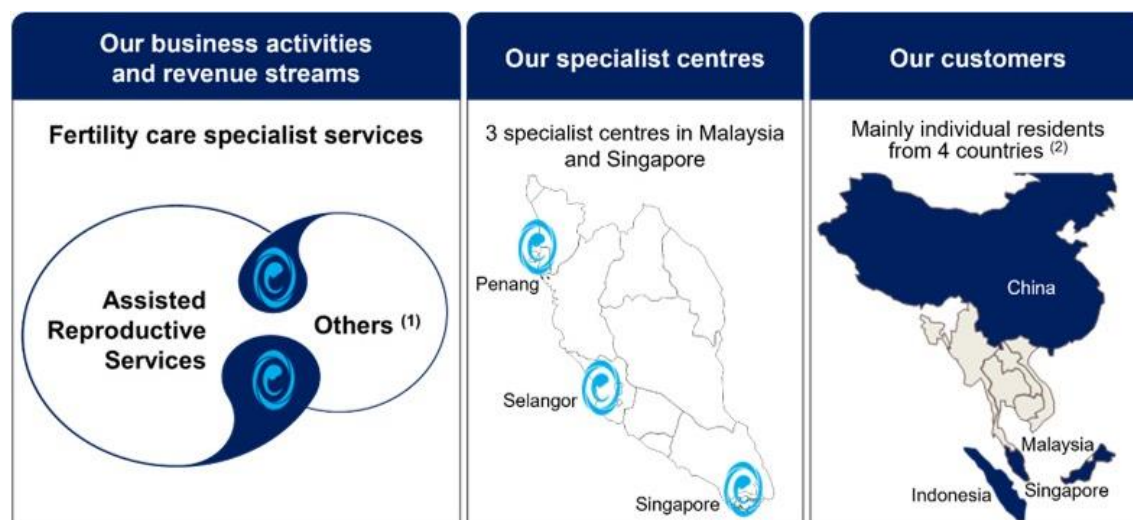 Our business activities
and revenue streams
Fertility care specialist services
Assisted
Reproductive
Services
Others (1)
Our specialist centres
3 specialist centres in Malaysia
and Singapore
Penang
Selangor
Singapore
Our customers
Mainly individual residents
from 4 countries (2)
China
Malaysia
Singapore
Indonesia